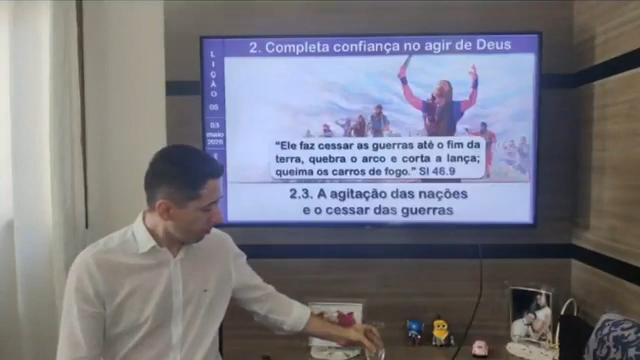 2. Completa confiança no agir de Deus
LIÇÃO
05
03
maio
"Ele faz cessar as guerras até o fim da
terra, quebra o arco e corta a lança;
queima os carros de fogo." Sl 46.9
2.3. A agitação das nações
e o cessar das guerras